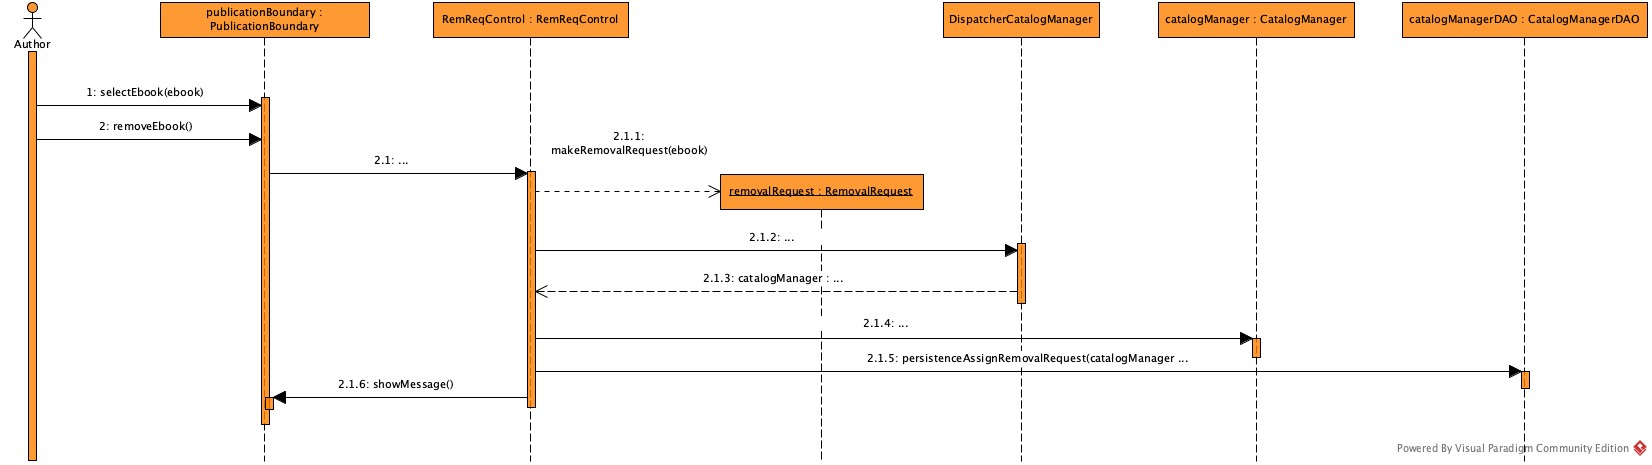 publicationBoundary :
PublicationBoundary
RemReqControl : RemReqControl
DispatcherCatalogManager
catalogManager : CatalogManager
catalogManagerDAO : CatalogManagerDAO
Author
1: selectEbook(ebook)
2: removeEbook()
2.1.1:
makeRemovalRequest(ebook)
2.1: ...
removalRequest : RemovalRequest
2.1.2: ...
2.1.3: catalogManager : ...
2.1.4: ...
2.1.5: persistenceAssignRemovalRequest(catalogManager ...
2.1.6: showMessage()
Powered By Visual Paradigm Community Edition